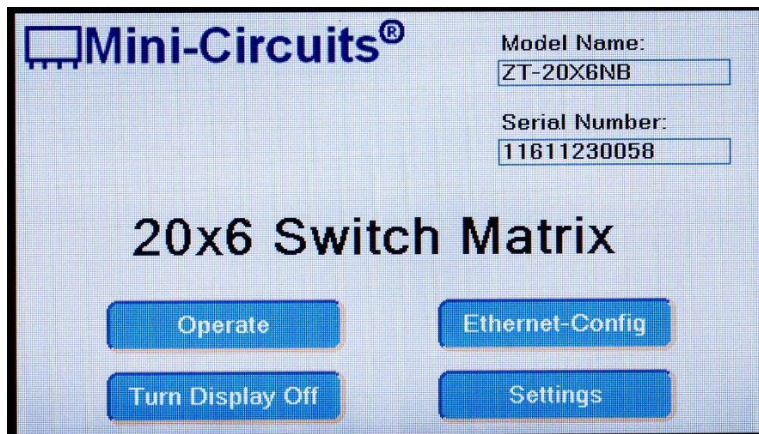 Mini-Circuits®
Model Name:
ZT-20X6NB
Serial Number:
11611230058
20x6 Switch Matrix
Operate
Ethernet-Config
Turn Display Off
Settings